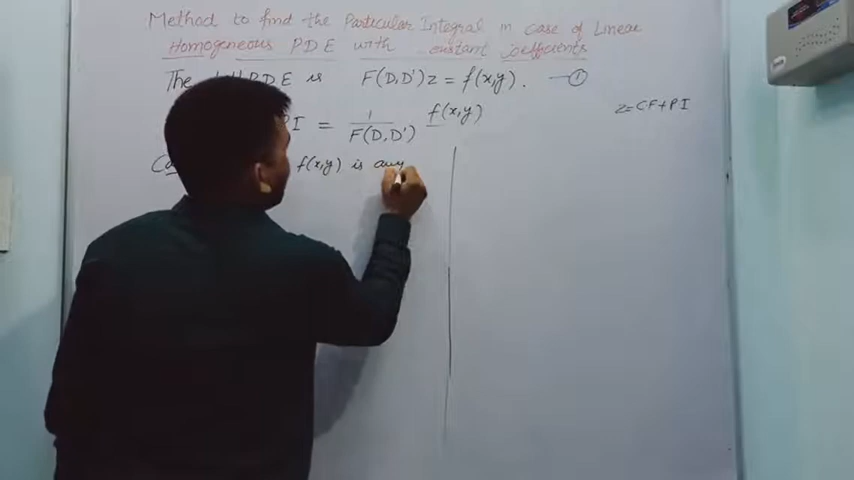 Method to find the Particular Integral in case of Linear
Homogeneous PDE with constant Coefficients
The PDE is F(D,D')z = f(x,y). —①
PI = 1/F(D,D') f(x,y)
z=CF+PI
f(x,y) is any